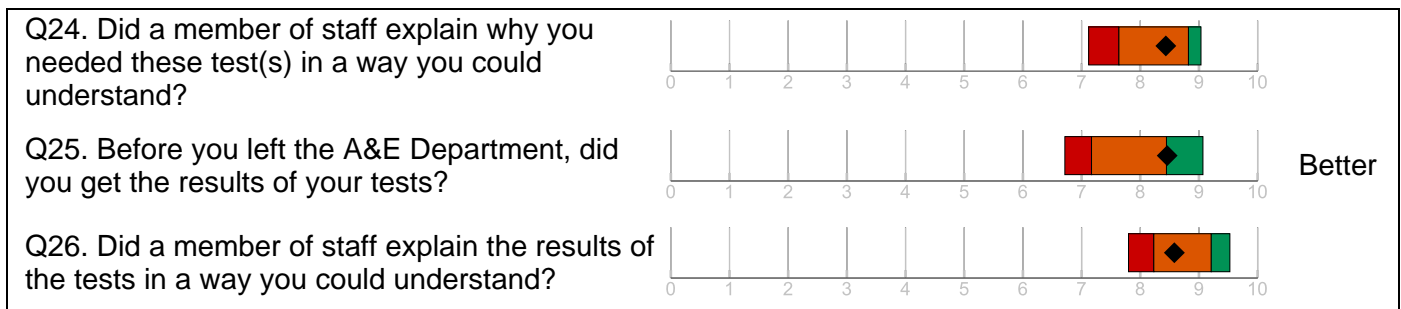 Q24. Did a member of staff explain why you
needed these test(s) in a way you could
understand?
0 1 2 3 4 5 6 7 8 9 10
Q25. Before you left the A&E Department, did
you get the results of your tests?
0 1 2 3 4 5 6 7 8 9 10
Better
Q26. Did a member of staff explain the results of
the tests in a way you could understand?
0 1 2 3 4 5 6 7 8 9 10